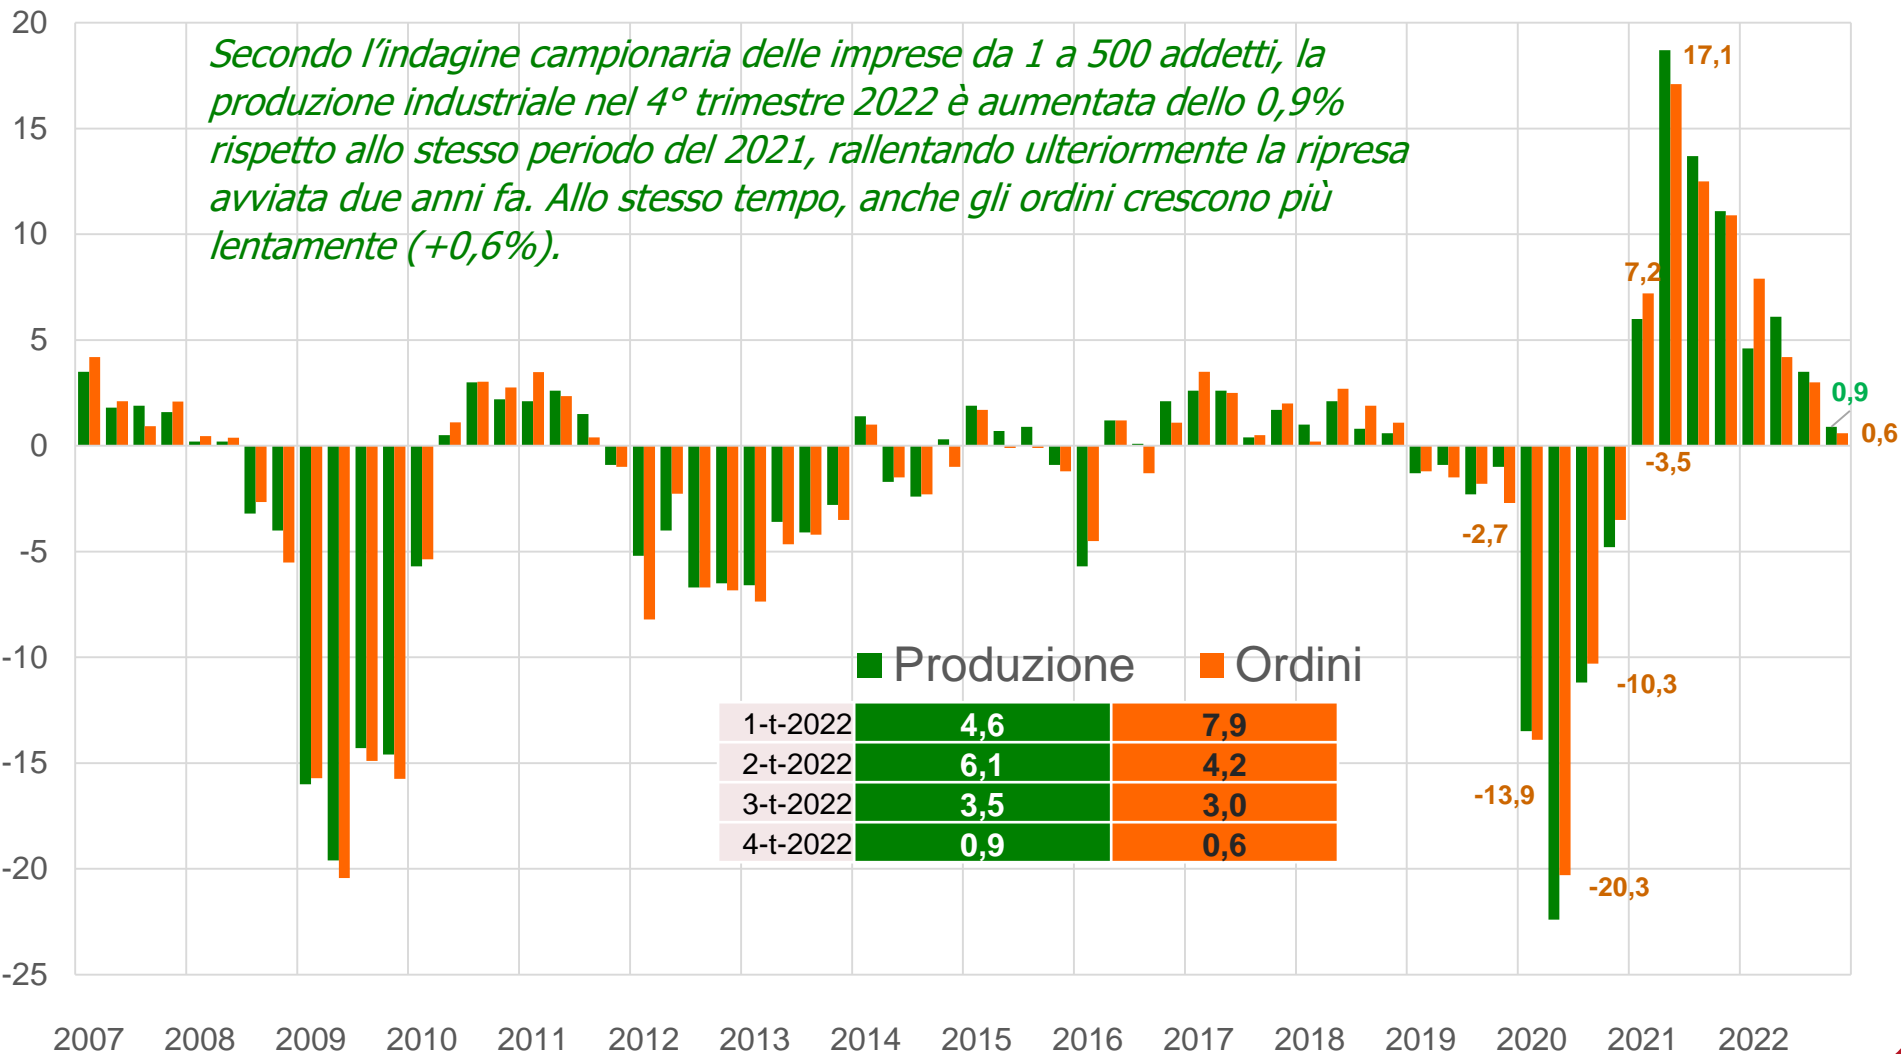 20
Secondo l'indagine campionaria delle imprese da 1 a 500 addetti, la
produzione industriale nel 4° trimestre 2022 è aumentata dello 0,9%
rispetto allo stesso periodo del 2021, rallentando ulteriormente la ripresa
avviata due anni fa. Allo stesso tempo, anche gli ordini crescono più
lentamente (+0,6%).
17,1
15
10
7,2
5
0,9
0
0,6
-3,5
-2,7
-5
-10
Produzione Ordini
-10,3
1-t-2022 4,6 7,9
2-t-2022 6,1 4,2
-15
3-t-2022 3,5 3,0
-13,9
4-t-2022 0,9 0,6
-20
-20,3
-25
2007 2008 2009 2010 2011 2012 2013 2014 2015 2016 2017 2018 2019 2020 2021 2022